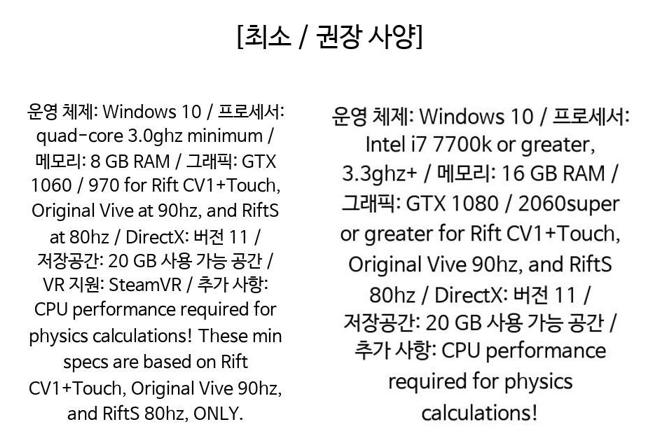 [최소 / 권장 사양]
운영 체제: Windows 10 / 프로세서:
quad-core 3.0ghz minimum /
메모리: 8 GB RAM / 그래픽: GTX
1060 / 970 for Rift CV1+Touch,
Original Vive at 90hz, and RiftS
at 80hz / DirectX: 버전 11 /
저장공간: 20 GB 사용 가능 공간 /
VR 지원: SteamVR / 추가 사항:
CPU performance required for
physics calculations! These min
specs are based on Rift
CV1+Touch, Original Vive 90hz,
and RiftS 80hz, ONLY.
운영 체제: Windows 10 / 프로세서:
Intel i7 7700k or greater,
3.3ghz+ / 메모리: 16 GB RAM /
그래픽: GTX 1080 / 2060super
or greater for Rift CV1+Touch,
Original Vive 90hz, and RiftS
80hz / DirectX: 버전 11 /
저장공간: 20 GB 사용 가능 공간 /
추가 사항: CPU performance
required for physics
calculations!